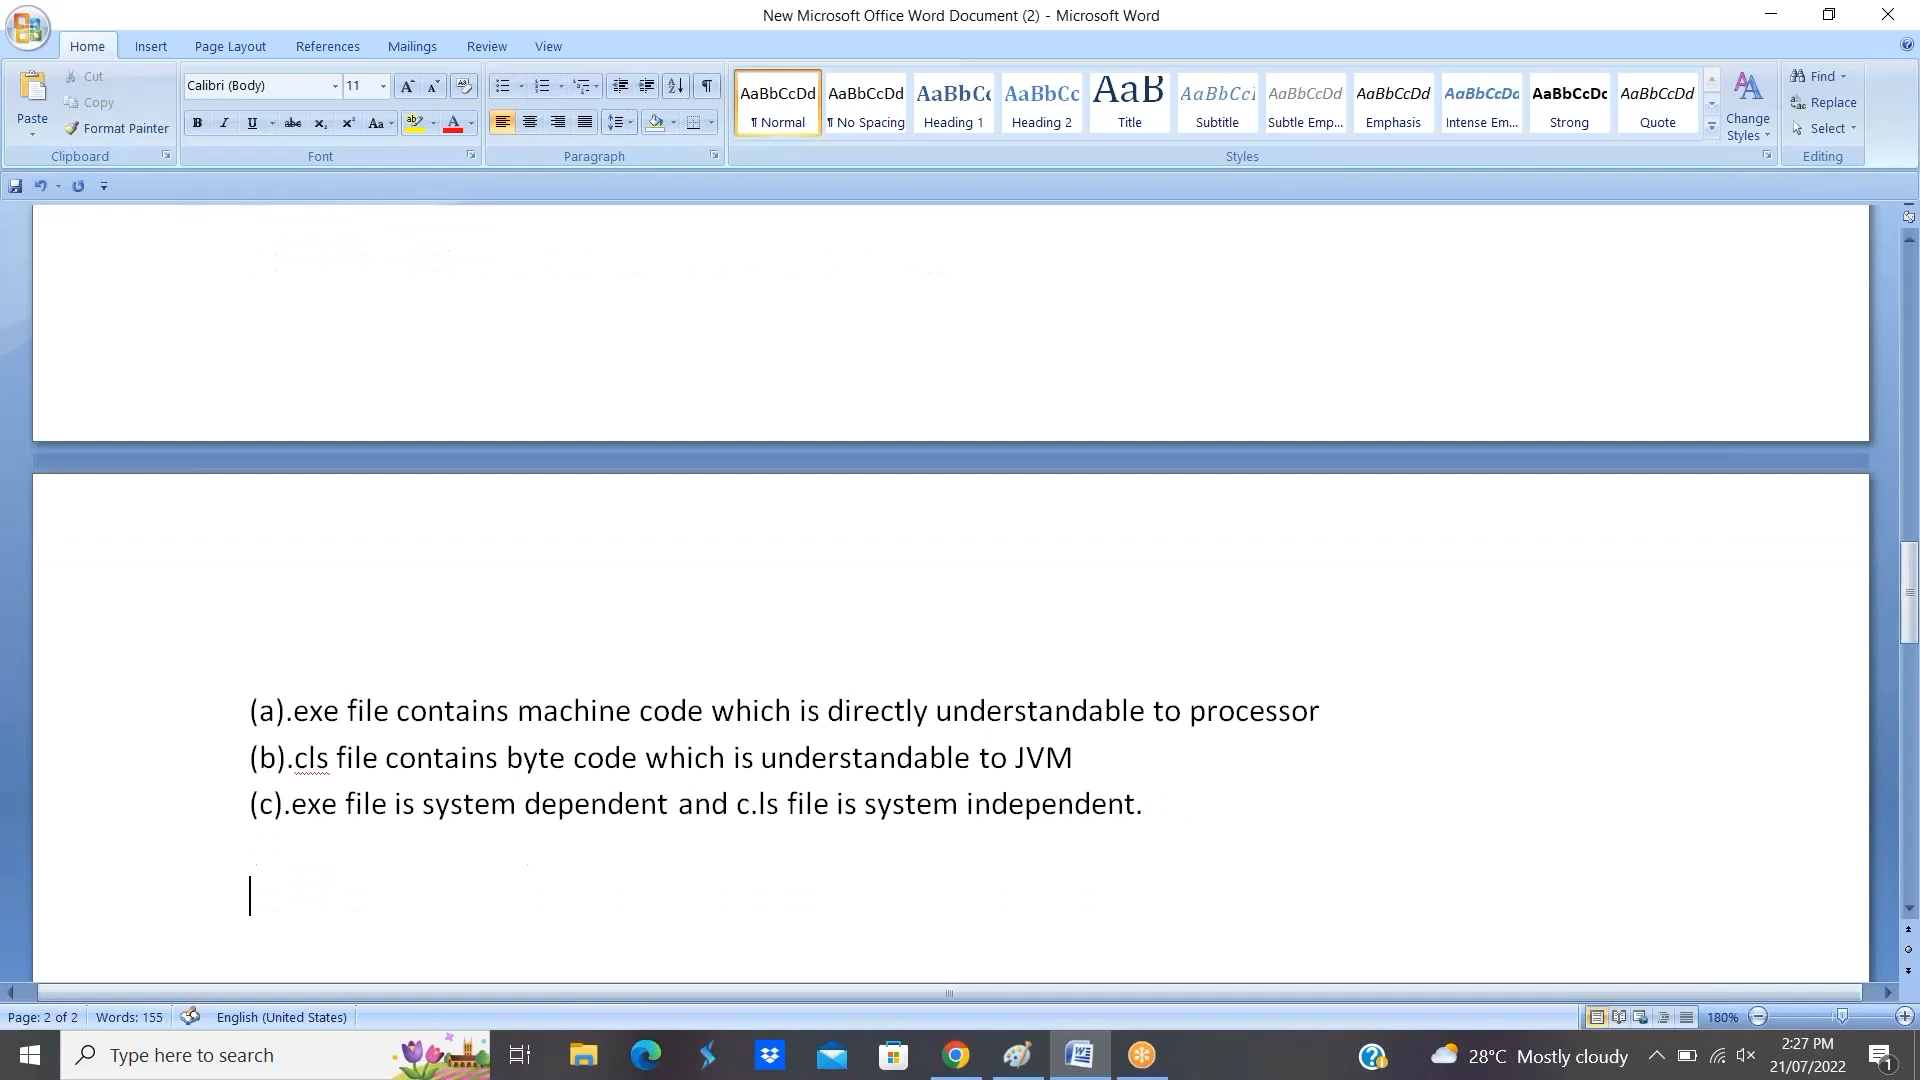 New Microsoft Office Word Document (2) - Microsoft Word
Home Insert Page Layout References Mailings Review View
Paste
Cut
Copy
Format Painter
Clipboard
Calibri (Body) 11
Font
Paragraph
AaBbCcDd AaBbCcDd AaBbCc AaBbCc AaB AaBbCcI AaBbCcDd AaBbCcDd AaBbCcDd AaBbCcDc AaBbCcDd
¶ Normal ¶ No Spacing Heading 1 Heading 2 Title Subtitle Subtle Emp... Emphasis Intense Em... Strong Quote
Styles
Change
Styles
Find
Replace
Select
Editing
(a).exe file contains machine code which is directly understandable to processor
(b).cls file contains byte code which is understandable to JVM
(c).exe file is system dependent and c.ls file is system independent.
Page: 2 of 2 Words: 155 English (United States) 180%
Type here to search
28°C Mostly cloudy
2:27 PM
21/07/2022
1